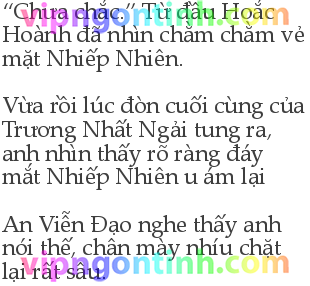 “Chưa chắc.” Từ đầu Hoắc
Hoành đã nhìn chằm chằm vẻ
mặt Nhiếp Nhiên.
Vừa rồi lúc đòn cuối cùng của
Trương Nhất Ngải tung ra,
anh nhìn thấy rõ ràng đáy
mắt Nhiếp Nhiên u ám lại
An Viễn Đạo nghe thấy anh
nói thế, chân mày nhíu chặt
lại rất sâu.
vipngontinh.com
vipngontinh.com